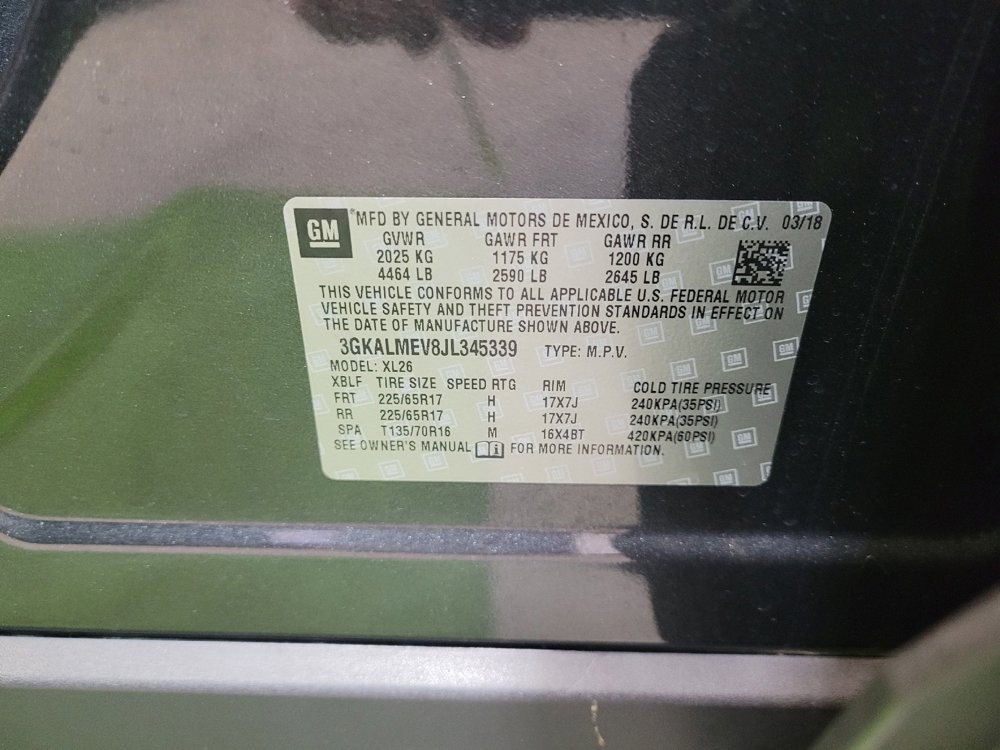 GM *MFD BY GENERAL MOTORS DE MEXICO, S. DE R.L. DE C.V. 03/18
GVWR GAWR FRT GAWR RR
2025 KG 1175 KG 1200 KG
4464 LB 2590 LB 2645 LB
THIS VEHICLE CONFORMS TO ALL APPLICABLE U.S. FEDERAL MOTOR
VEHICLE SAFETY AND THEFT PREVENTION STANDARDS IN EFFECT ON
THE DATE OF MANUFACTURE SHOWN ABOVE.
3GKALMEV8JL345339 TYPE: M.P.V.
MODEL: XL26
XBLF TIRE SIZE SPEED RTG RIM COLD TIRE PRESSURE
FRT 225/65R17 H 17X7J 240KPA(35PSI)
RR 225/65R17 H 17X7J 240KPA(35PSI)
SPA T135/70R16 M 16X4BT 420KPA(60PSI)
SEE OWNER'S MANUAL i FOR MORE INFORMATION.